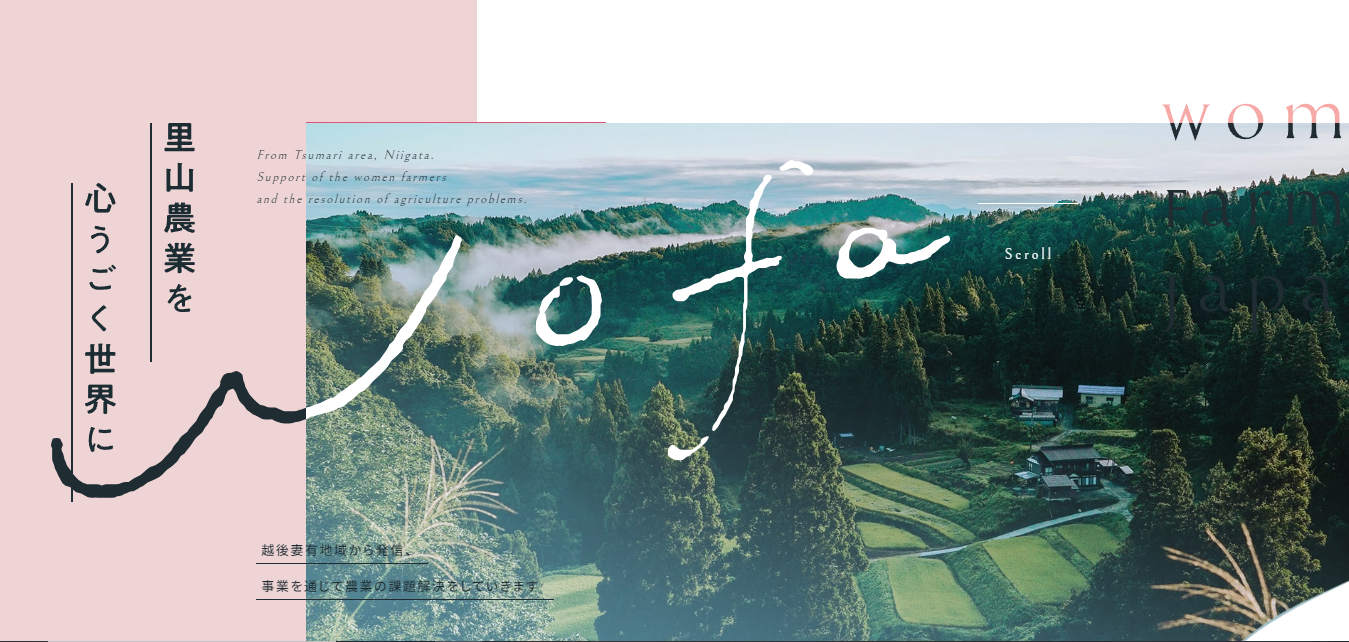 里山農業を
心うごく世界に
From Tsumari area, Niigata.
Support of the women farmers
and the resolution of agriculture problems.
wofa
Scroll
wom
Farm
Japa
越後妻有地域から発信。
事業を通じて農業の課題解決をしていきます